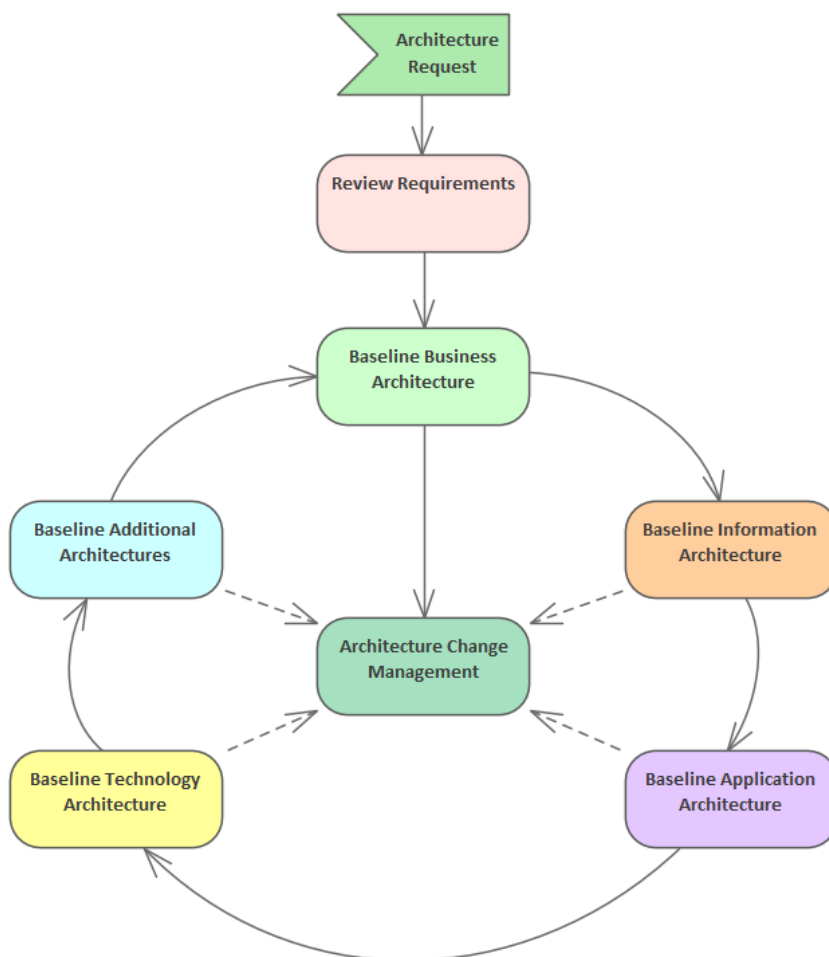 Architecture
Request
Review Requirements
Baseline Business
Architecture
Baseline Additional
Architectures
Baseline Information
Architecture
Architecture Change
Management
Baseline Technology
Architecture
Baseline Application
Architecture